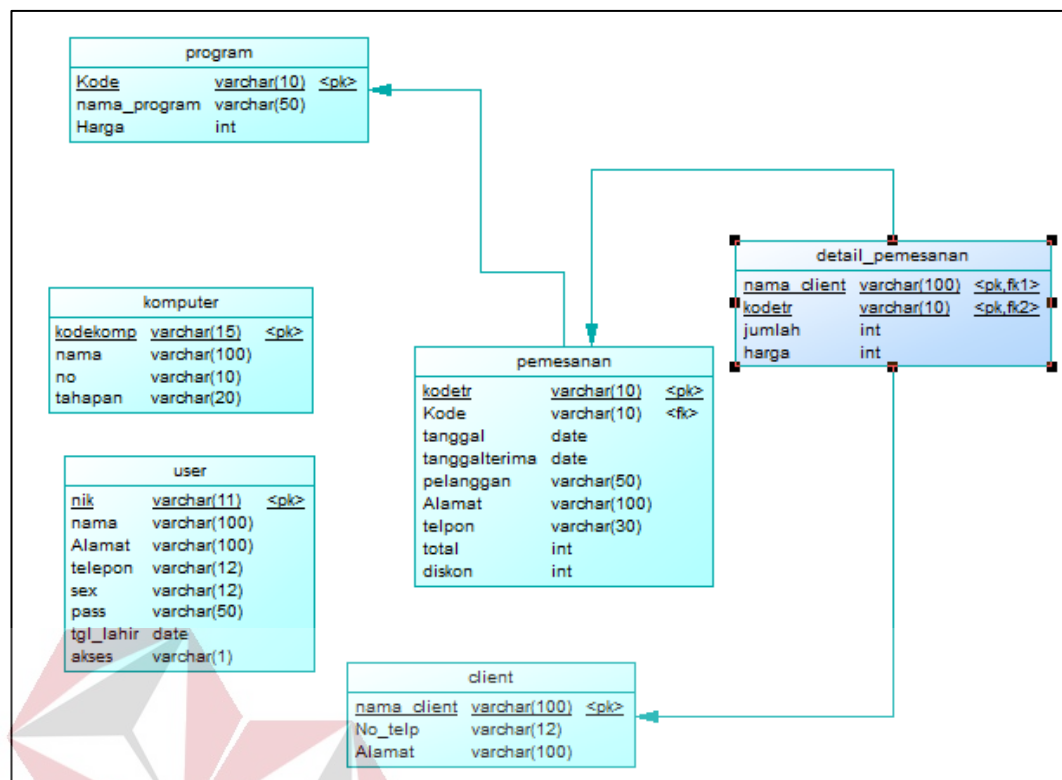 program
Kode varchar(10) <pk>
nama_program varchar(50)
Harga int
detail_pemesanan
nama_client varchar(100) <pk,fk1>
kodetr varchar(10) <pk,fk2>
jumlah int
harga int
komputer
kodekomp varchar(15) <pk>
nama varchar(100)
no varchar(10)
tahapan varchar(20)
pemesanan
kodetr varchar(10) <pk>
Kode varchar(10) <fk>
tanggal date
tanggalterima date
pelanggan varchar(50)
Alamat varchar(100)
telpon varchar(30)
total int
diskon int
user
nik varchar(11) <pk>
nama varchar(100)
Alamat varchar(100)
telepon varchar(12)
sex varchar(12)
pass varchar(50)
tgl_lahir date
akses varchar(1)
client
nama_client varchar(100) <pk>
No_telp varchar(12)
Alamat varchar(100)